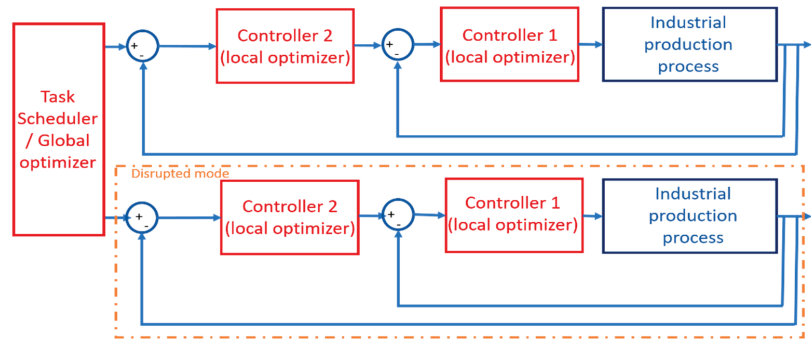 Task
Scheduler
/ Global
optimizer
+
-
Controller 2
(local optimizer)
+
-
Controller 1
(local optimizer)
Industrial
production
process
Disrupted mode
+
-
Controller 2
(local optimizer)
+
-
Controller 1
(local optimizer)
Industrial
production
process